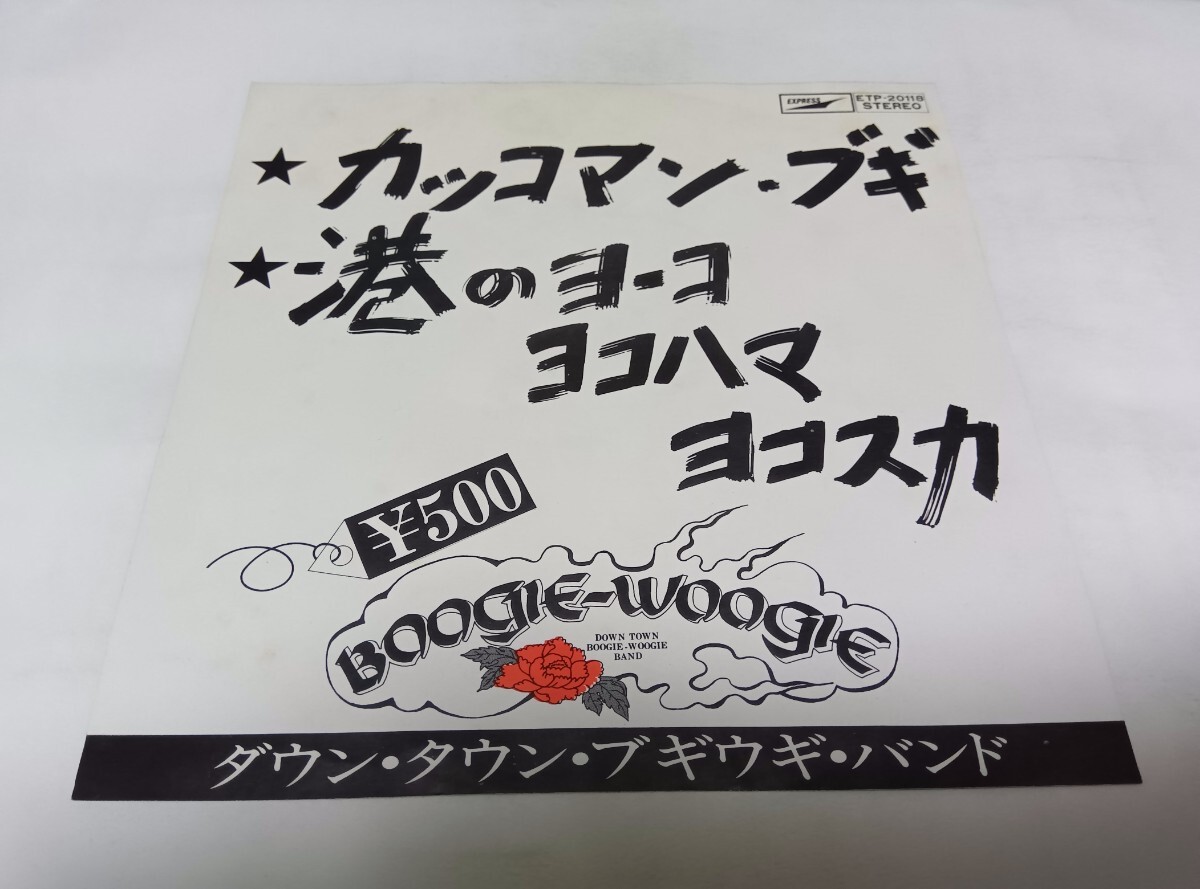 EXPRESS
ETP-20118
STEREO
★カッコマン・ブギ
★港のヨーコ
ヨコハマ
ヨコスカ
¥500
BOOGIE-WOOGIE
DOWN TOWN
BOOGIE-WOOGIE
BAND
ダウン・タウン・ブギウギ・バンド